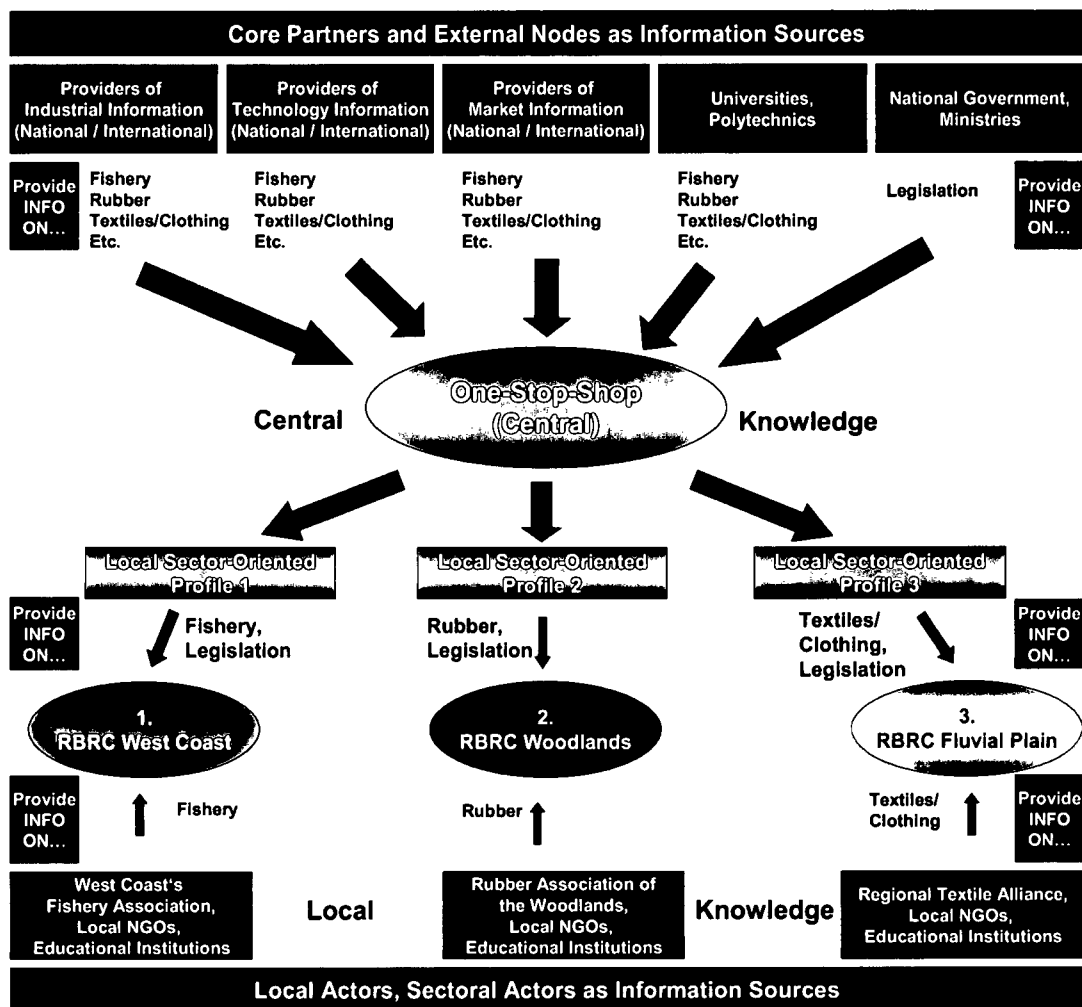 Core Partners and External Nodes as Information Sources
Providers of
Industrial Information
(National / International)
Providers of
Technology Information
(National / International)
Providers of
Market Information
(National / International)
Universities,
Polytechnics
National Government,
Ministries
Provide
INFO
ON...
Fishery
Rubber
Textiles/Clothing
Etc.
Fishery
Rubber
Textiles/Clothing
Etc.
Fishery
Rubber
Textiles/Clothing
Etc.
Fishery
Rubber
Textiles/Clothing
Etc.
Legislation
Provide
INFO
ON...
Central
One-Stop-Shop
(Central)
Knowledge
Local Sector-Oriented
Profile 1
Local Sector-Oriented
Profile 2
Local Sector-Oriented
Profile 3
Provide
INFO
ON...
Fishery,
Legislation
Rubber,
Legislation
Textiles/
Clothing,
Legislation
Provide
INFO
ON...
1.
RBRC West Coast
2.
RBRC Woodlands
3.
RBRC Fluvial Plain
Provide
INFO
ON...
Fishery
Rubber
Textiles/
Clothing
Provide
INFO
ON...
West Coast's
Fishery Association,
Local NGOs,
Educational Institutions
Local
Rubber Association of
the Woodlands,
Local NGOs,
Educational Institutions
Knowledge
Regional Textile Alliance,
Local NGOs,
Educational Institutions
Local Actors, Sectoral Actors as Information Sources